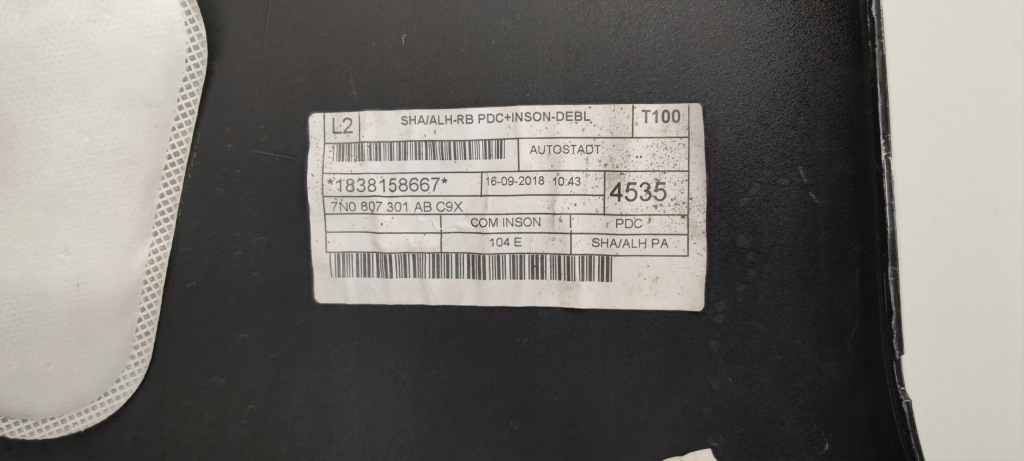 L2 SHA/ALH-RB PDC+INSON-DEBL T100
AUTOSTADT
*1838158667* 16-09-2018 10:43 4535
7N0 807 301 AB C9X
COM INSON PDC
104 E SHA/ALH PA